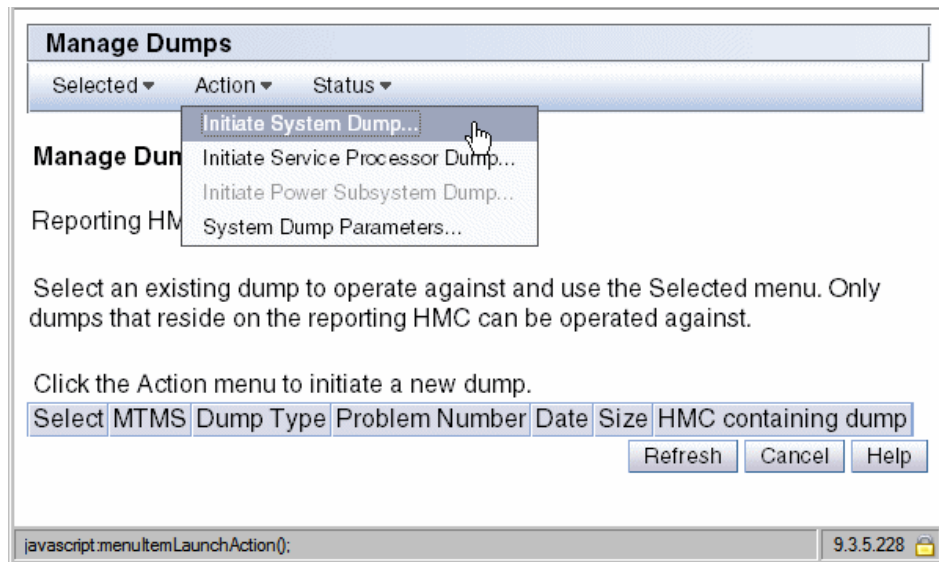 Manage Dumps
Selected Action Status
Initiate System Dump...
Manage Dum
Initiate Service Processor Dump...
Initiate Power Subsystem Dump...
Reporting HM
System Dump Parameters...
Select an existing dump to operate against and use the Selected menu. Only
dumps that reside on the reporting HMC can be operated against.
Click the Action menu to initiate a new dump.
Select MTMS Dump Type Problem Number Date Size HMC containing dump
Refresh Cancel Help
javascript:menuItemLaunchAction(); 9.3.5.228